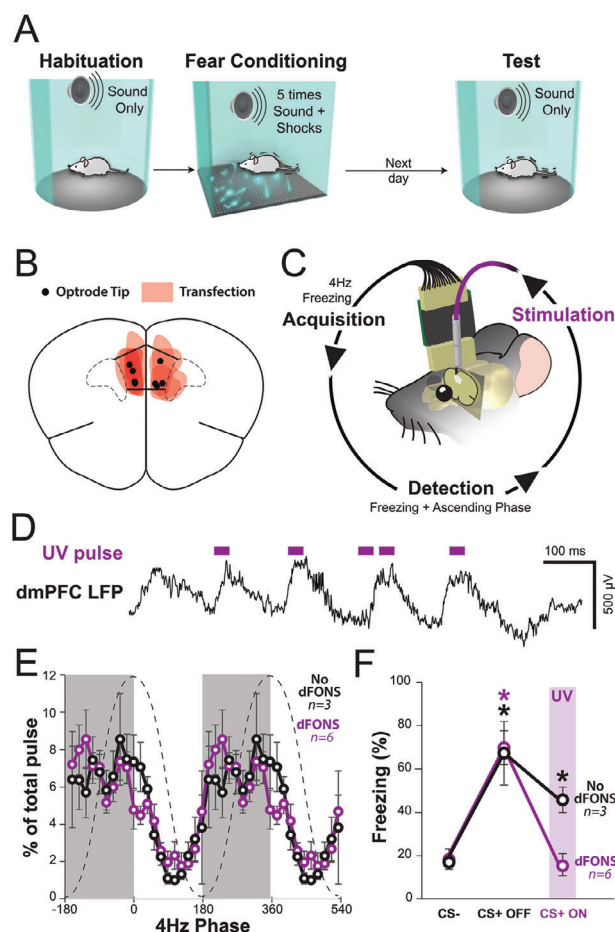 A
Habituation
Fear Conditioning
Test
Sound
Only
5 times
Sound +
Shocks
Sound
Only
Next
day
B
Optrode Tip
Transfection
C
4Hz
Freezing
Acquisition
Stimulation
Detection
Freezing + Ascending Phase
D
UV pulse
dmPFC LFP
100 ms
500 µV
E
No
dFONS
n=3
dFONS
n=6
% of total pulse
12
10
8
6
4
2
0
-180
0
180
360
540
4Hz Phase
F
UV
Freezing (%)
100
80
60
40
20
0
*
*
*
No
dFONS
n=3
dFONS
n=6
CS-
CS+ OFF
CS+ ON